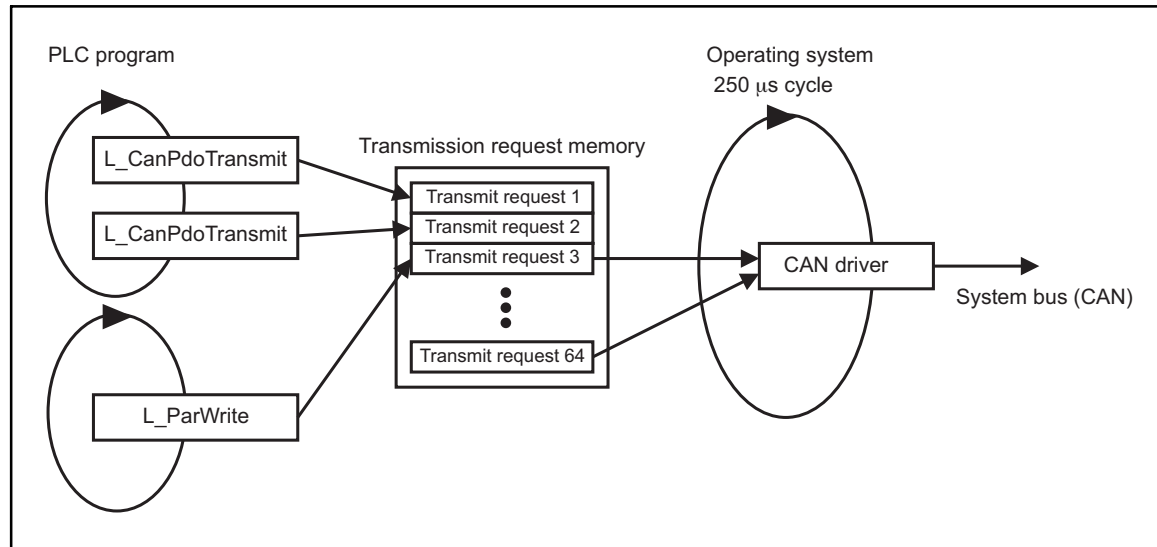 PLC program
L_CanPdoTransmit
L_CanPdoTransmit
L_ParWrite
Transmission request memory
Transmit request 1
Transmit request 2
Transmit request 3
Transmit request 64
Operating system
250 μs cycle
CAN driver
System bus (CAN)